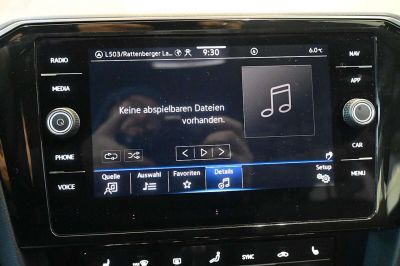 RADIO
MEDIA
PHONE
VOICE
L503/Rattenberger La...
9:30
6.0°C
NAV
APP
CAR
MENU
Keine abspielbaren Dateien
vorhanden.
Quelle
Auswahl
Favoriten
Details
Setup
SYNC